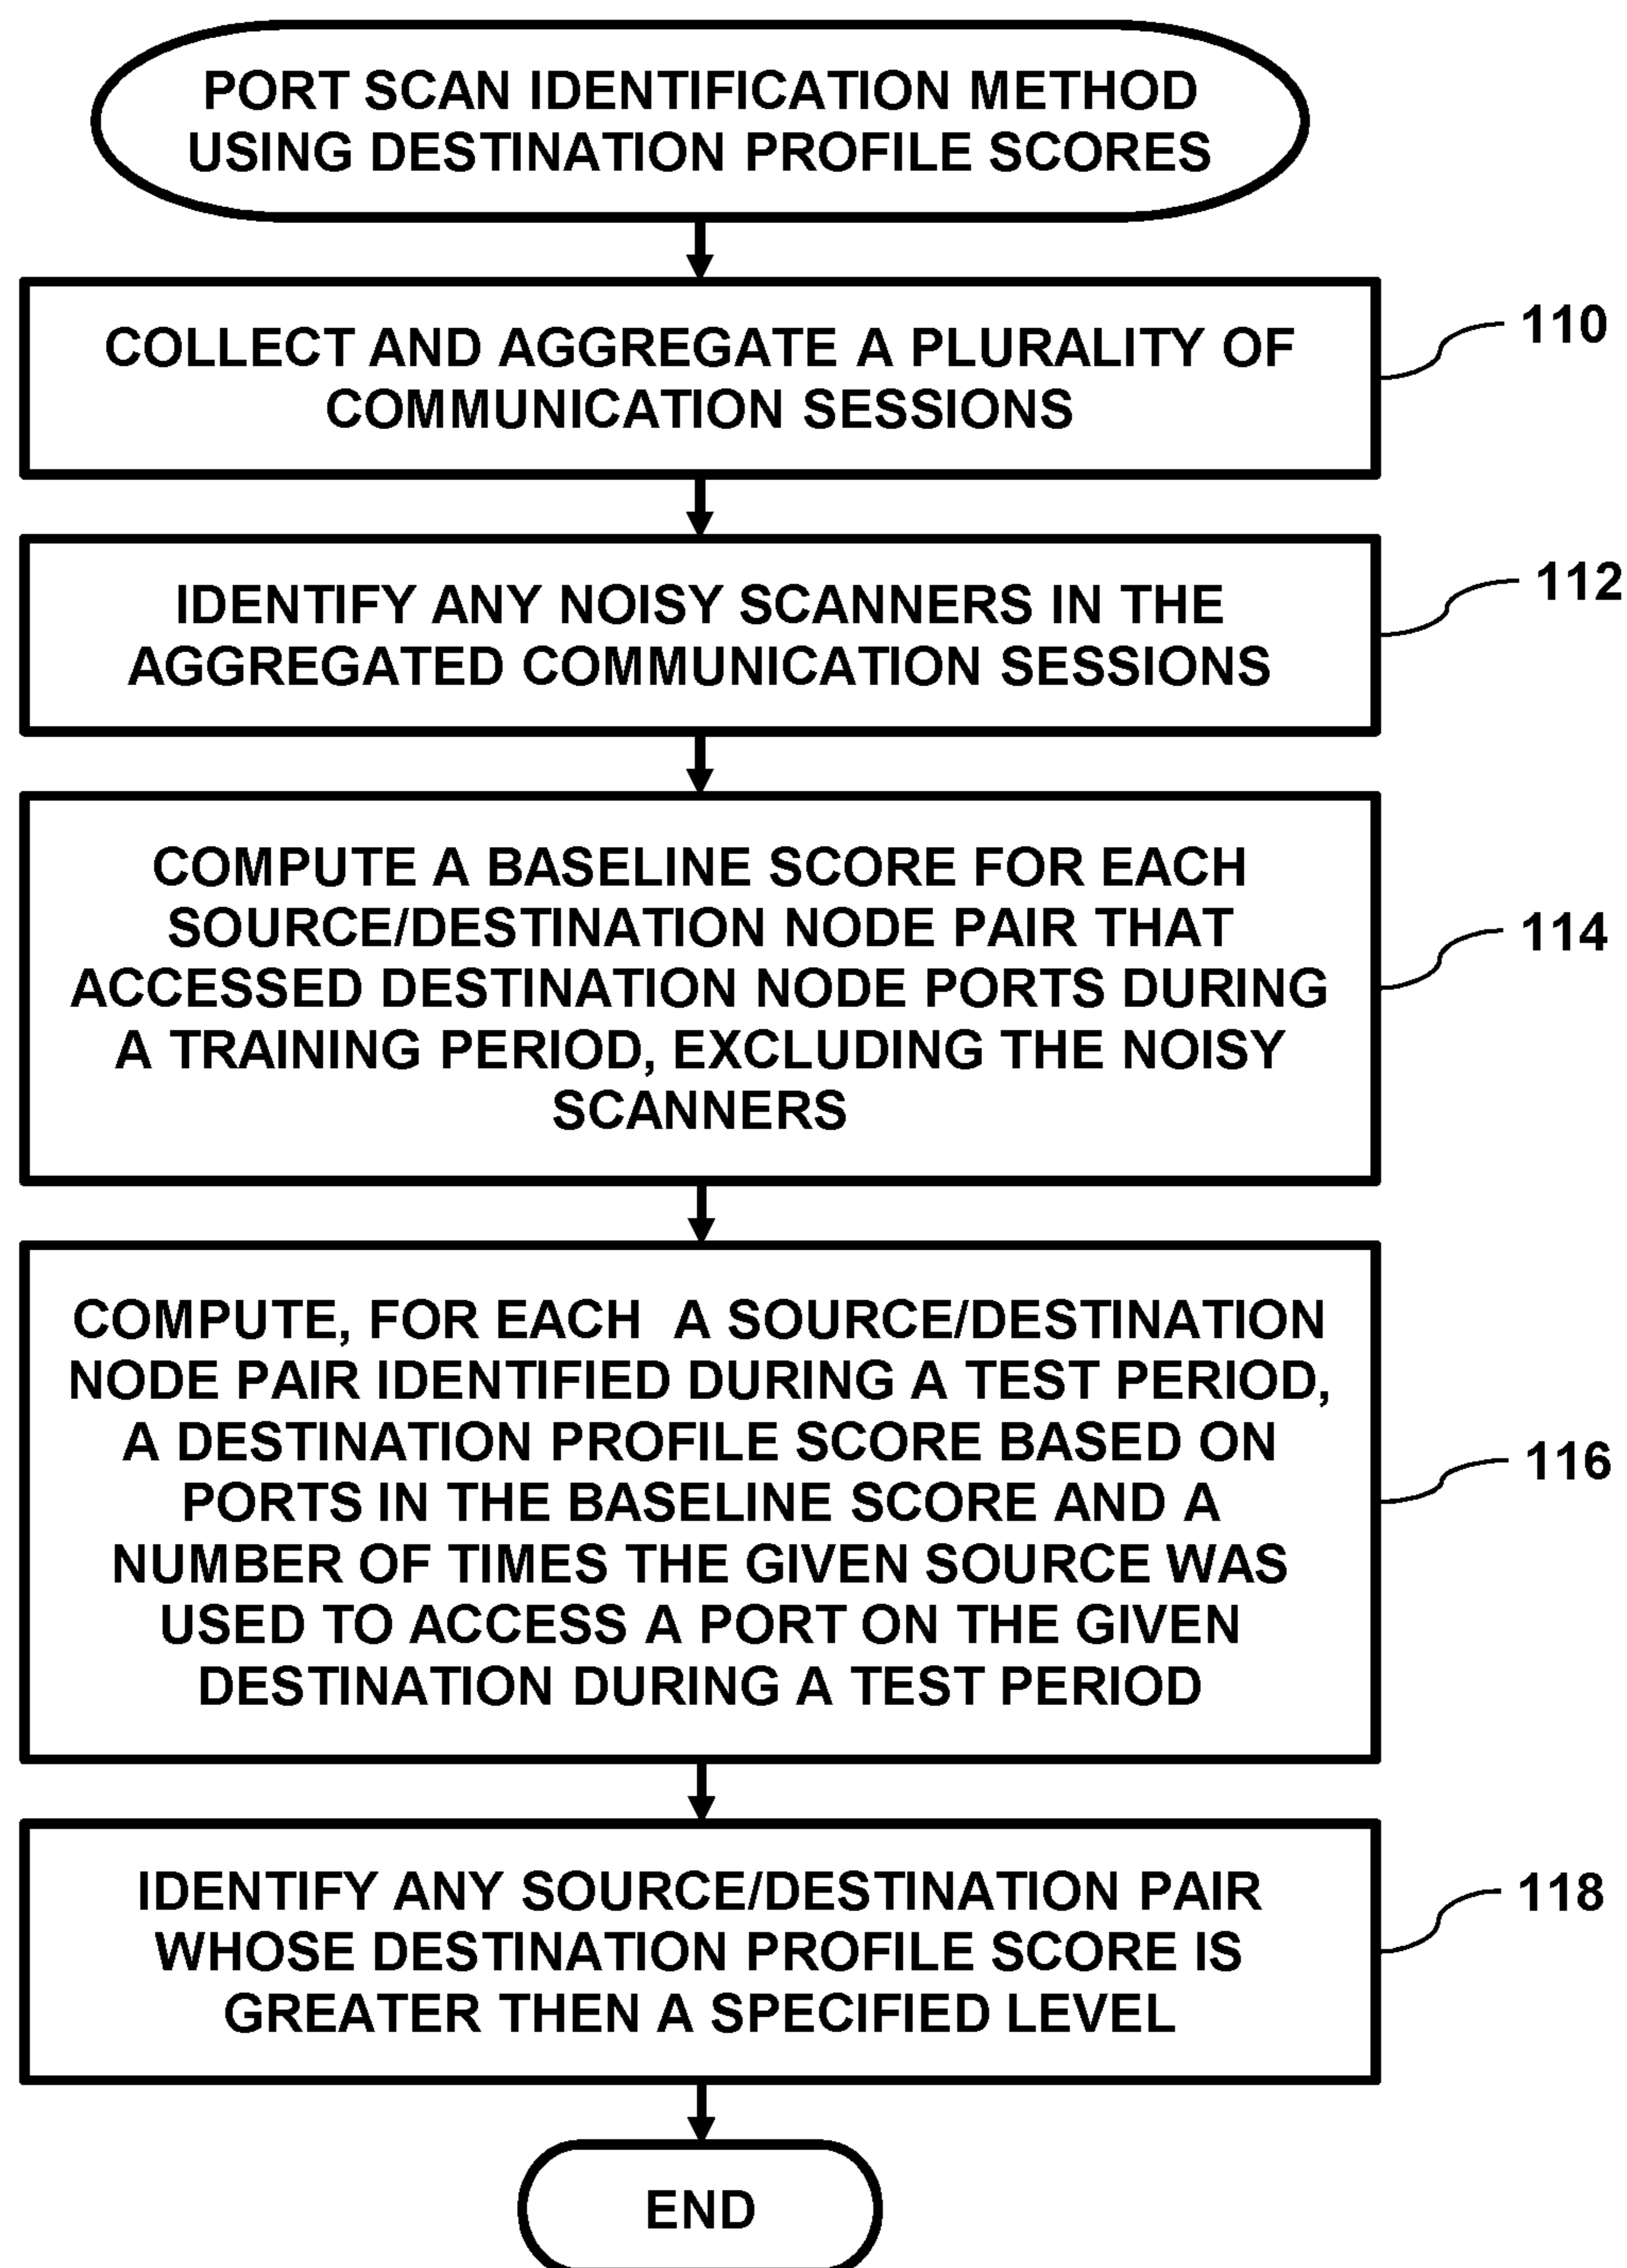 PORT SCAN IDENTIFICATION METHOD
USING DESTINATION PROFILE SCORES
COLLECT AND AGGREGATE A PLURALITY OF
COMMUNICATION SESSIONS
110
IDENTIFY ANY NOISY SCANNERS IN THE
AGGREGATED COMMUNICATION SESSIONS
112
COMPUTE A BASELINE SCORE FOR EACH
SOURCE/DESTINATION NODE PAIR THAT
ACCESSED DESTINATION NODE PORTS DURING
A TRAINING PERIOD, EXCLUDING THE NOISY
SCANNERS
114
COMPUTE, FOR EACH A SOURCE/DESTINATION
NODE PAIR IDENTIFIED DURING A TEST PERIOD,
A DESTINATION PROFILE SCORE BASED ON
PORTS IN THE BASELINE SCORE AND A
NUMBER OF TIMES THE GIVEN SOURCE WAS
USED TO ACCESS A PORT ON THE GIVEN
DESTINATION DURING A TEST PERIOD
116
IDENTIFY ANY SOURCE/DESTINATION PAIR
WHOSE DESTINATION PROFILE SCORE IS
GREATER THEN A SPECIFIED LEVEL
118
END